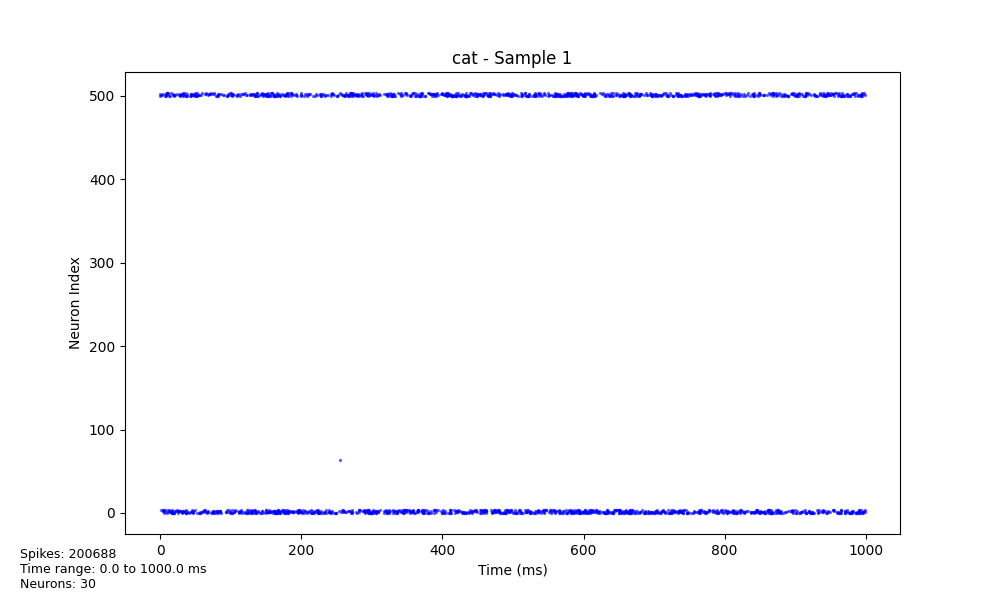 cat - Sample 1
500
400
300
200
100
0
Neuron Index
0 200 400 600 800 1000
Time (ms)
Spikes: 200688
Time range: 0.0 to 1000.0 ms
Neurons: 30